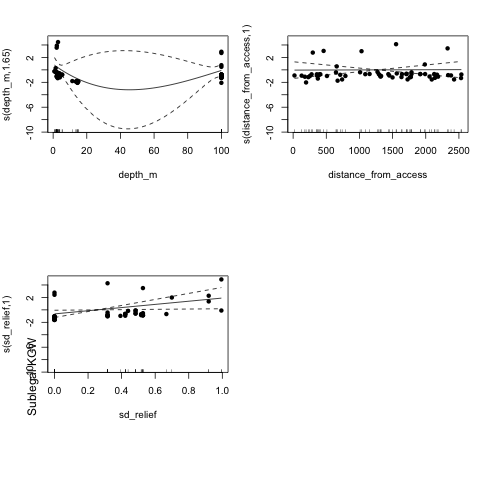 s(depth_m,1.65)
2
-2
-6
-10
0 20 40 60 80 100
depth_m
s(distance_from_access,1)
2
-2
-6
-10
0 500 1000 1500 2000 2500
distance_from_access
s(sd_relief,1)
2
-2
0.0 0.2 0.4 0.6 0.8 1.0
sd_relief
Sublegal KGW